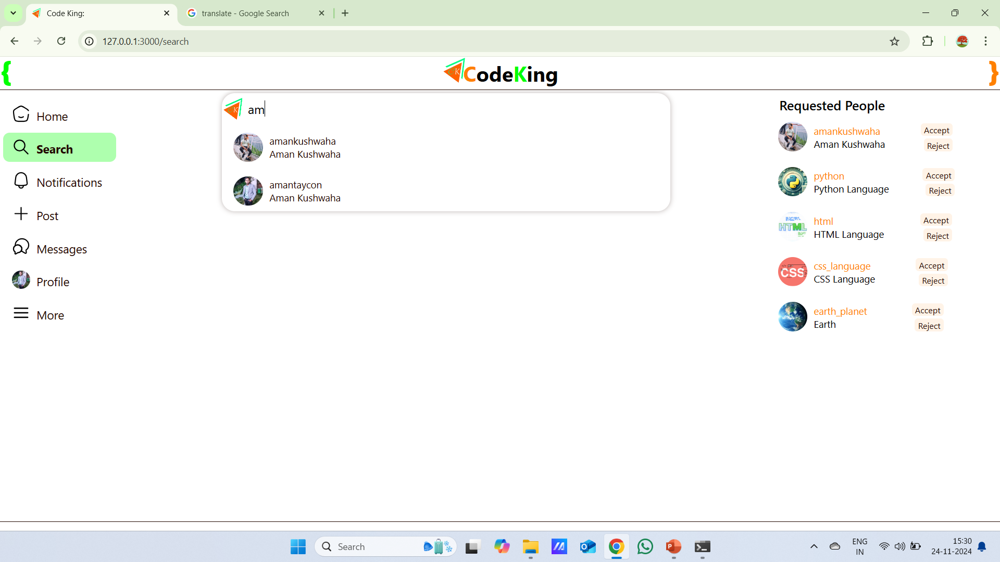 Code King:
translate - Google Search
127.0.0.1:3000/search
{
CK CodeKing
}
Home
Search
Notifications
Post
Messages
Profile
More
am
amankushwaha
Aman Kushwaha
amantaycon
Aman Kushwaha
Requested People
amankushwaha
Aman Kushwaha
Accept
Reject
python
Python Language
Accept
Reject
HTML
html
HTML Language
Accept
Reject
CSS
css_language
CSS Language
Accept
Reject
earth_planet
Earth
Accept
Reject
Search
ENG
IN
15:30
24-11-2024